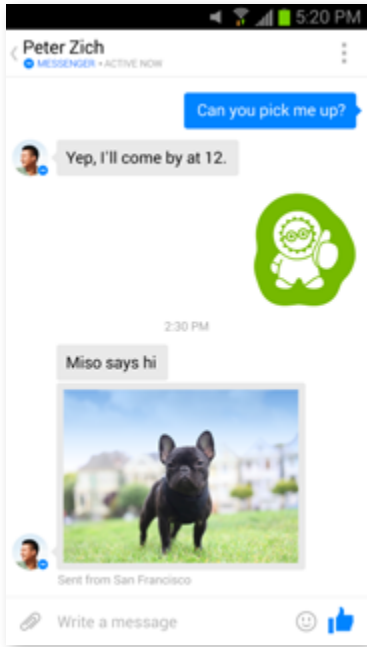 5:20 PM
Peter Zich
MESSENGER • ACTIVE NOW
Can you pick me up?
Yep, I'll come by at 12.
2:30 PM
Miso says hi
Sent from San Francisco
Write a message